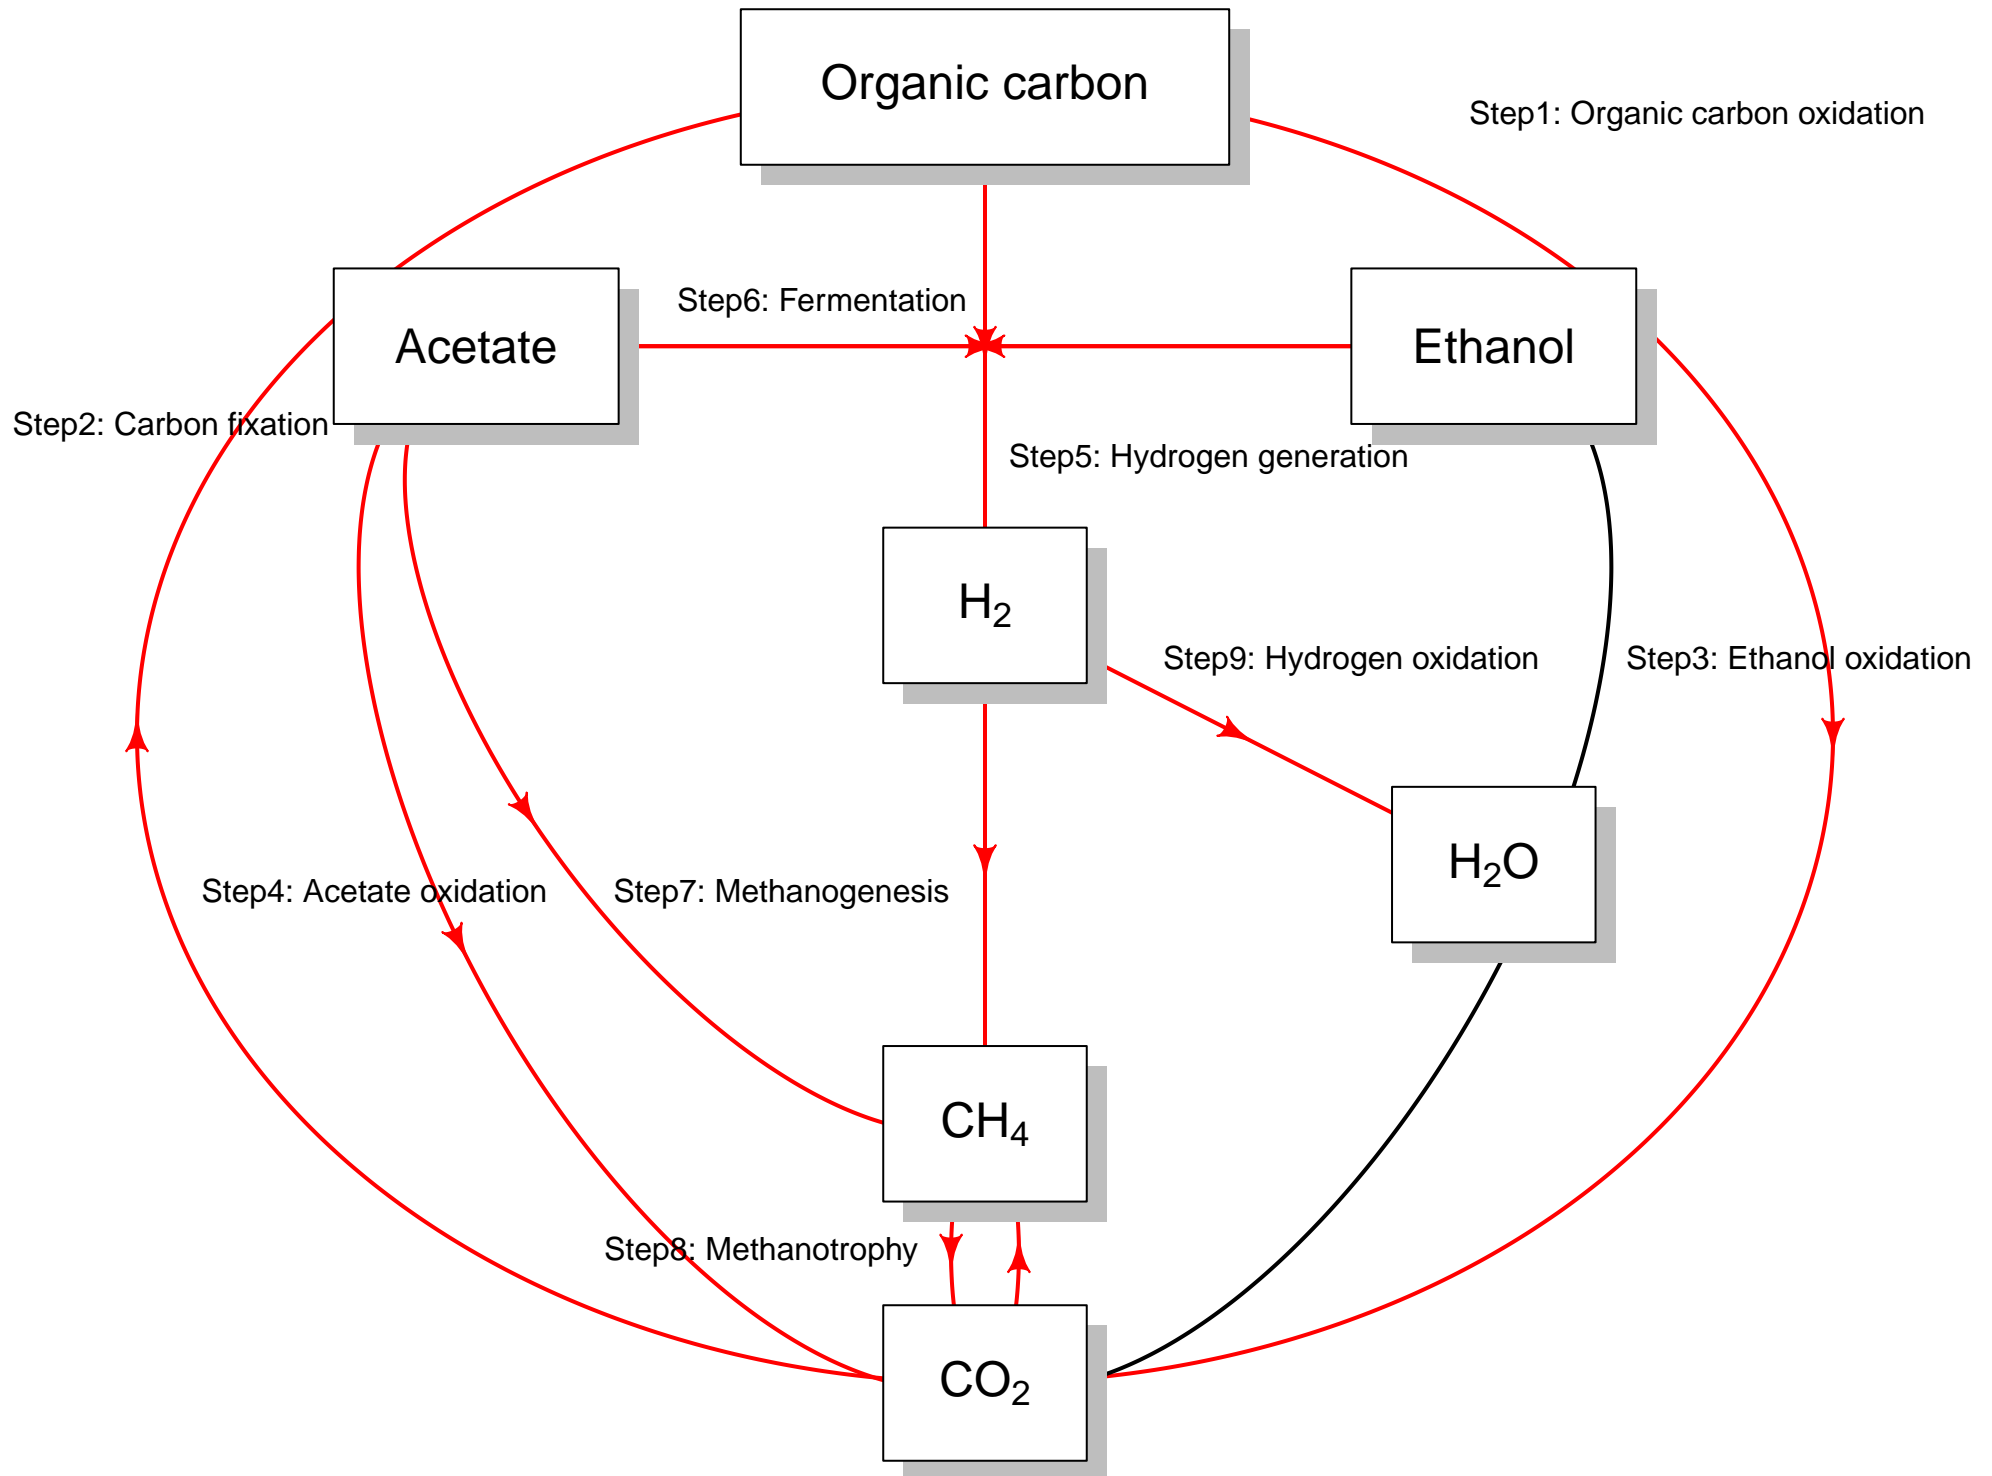 Organic carbon
Step1: Organic carbon oxidation
Step6: Fermentation
Acetate
Ethanol
Step2: Carbon fixation
Step5: Hydrogen generation
H₂
Step9: Hydrogen oxidation
Step3: Ethanol oxidation
H₂O
Step4: Acetate oxidation
Step7: Methanogenesis
CH₄
Step8: Methanotrophy
CO₂